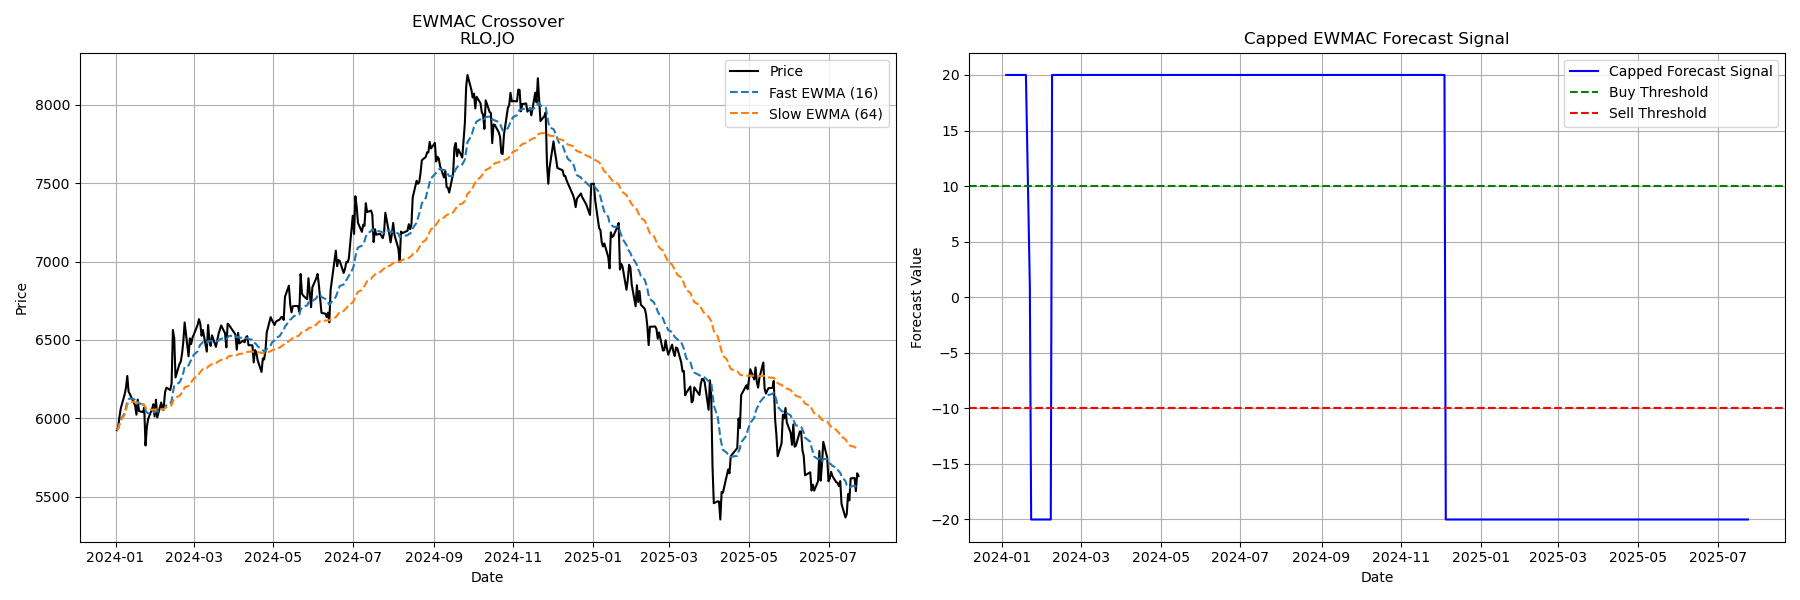 EWMAC Crossover
RLO.JO
Price
Fast EWMA (16)
Slow EWMA (64)
Price
8000
7500
7000
6500
6000
5500
2024-01 2024-03 2024-05 2024-07 2024-09 2024-11 2025-01 2025-03 2025-05 2025-07
Date
Capped EWMAC Forecast Signal
Capped Forecast Signal
Buy Threshold
Sell Threshold
Forecast Value
20
15
10
5
0
−5
−10
−15
−20
2024-01 2024-03 2024-05 2024-07 2024-09 2024-11 2025-01 2025-03 2025-05 2025-07
Date